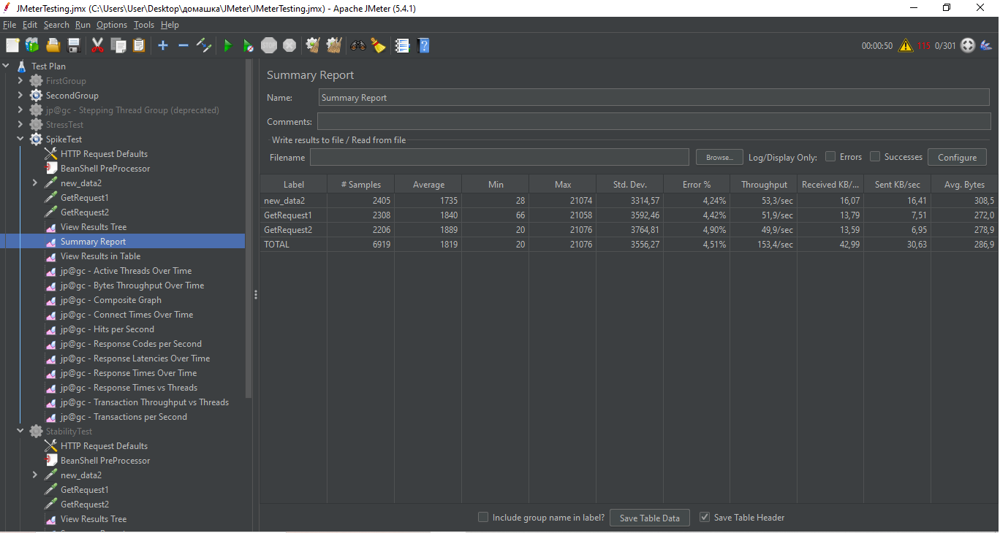 JMeterTesting.jmx (C:\Users\User\Desktop\домашка\JMeter\JMeterTesting.jmx) - Apache JMeter (5.4.1)
File Edit Search Run Options Tools Help
STOP 00:00:50 115 0/301
Test Plan
FirstGroup
SecondGroup
jp@gc - Stepping Thread Group (deprecated)
StressTest
SpikeTest
HTTP Request Defaults
BeanShell PreProcessor
new_data2
GetRequest1
GetRequest2
View Results Tree
Summary Report
View Results in Table
jp@gc - Active Threads Over Time
jp@gc - Bytes Throughput Over Time
jp@gc - Composite Graph
jp@gc - Connect Times Over Time
jp@gc - Hits per Second
jp@gc - Response Codes per Second
jp@gc - Response Latencies Over Time
jp@gc - Response Times Over Time
jp@gc - Response Times vs Threads
jp@gc - Transaction Throughput vs Threads
jp@gc - Transactions per Second
StabilityTest
HTTP Request Defaults
BeanShell PreProcessor
new_data2
GetRequest1
GetRequest2
View Results Tree
Summary Report
Name: Summary Report
Comments:
Write results to file / Read from file
Filename Browse... Log/Display Only: Errors Successes Configure
Label # Samples Average Min Max Std. Dev. Error % Throughput Received KB/... Sent KB/sec Avg. Bytes
new_data2 2405 1735 28 21074 3314,57 4,24% 53,3/sec 16,07 16,41 308,5
GetRequest1 2308 1840 66 21058 3592,46 4,42% 51,9/sec 13,79 7,51 272,0
GetRequest2 2206 1889 20 21076 3764,81 4,90% 49,9/sec 13,59 6,95 278,9
TOTAL 6919 1819 20 21076 3556,27 4,51% 153,4/sec 42,99 30,63 286,9
Include group name in label? Save Table Data Save Table Header